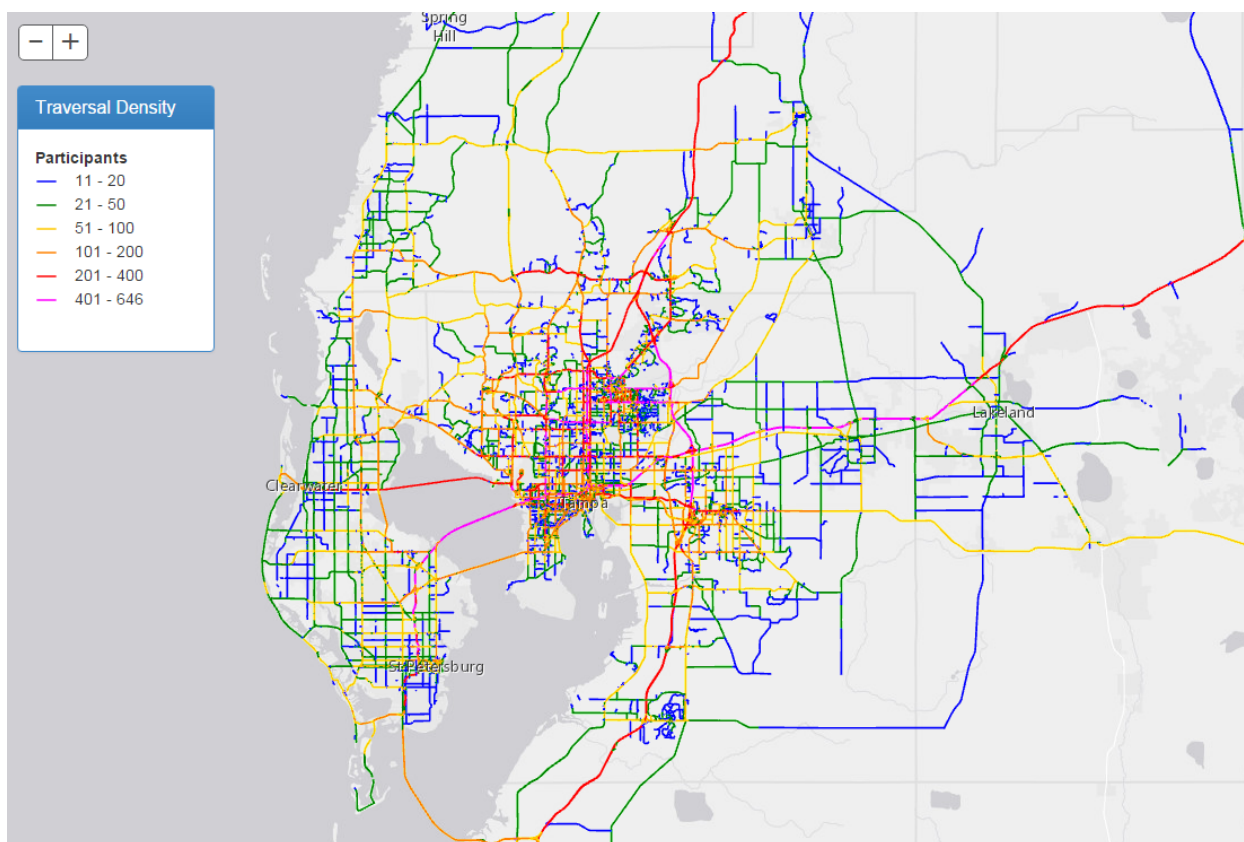 Spring
Hill
− +
Traversal Density
Participants
11 - 20
21 - 50
51 - 100
101 - 200
201 - 400
401 - 646
Lakeland
Clearwater
Tampa
St Petersburg